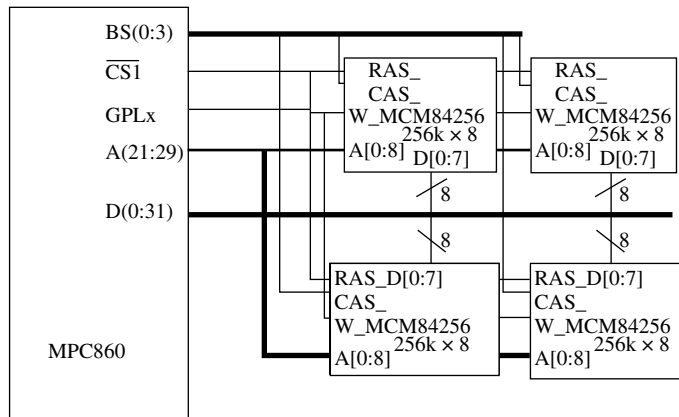 BS(0:3)
CS1
GPLx
A(21:29)
D(0:31)
MPC860
RAS_
CAS_
W_MCM84256
256k × 8
A[0:8] D[0:7]
RAS_
CAS_
W_MCM84256
256k × 8
A[0:8] D[0:7]
8
8
8
8
RAS_D[0:7]
CAS_
W_MCM84256
256k × 8
A[0:8]
RAS_D[0:7]
CAS_
W_MCM84256
256k × 8
A[0:8]